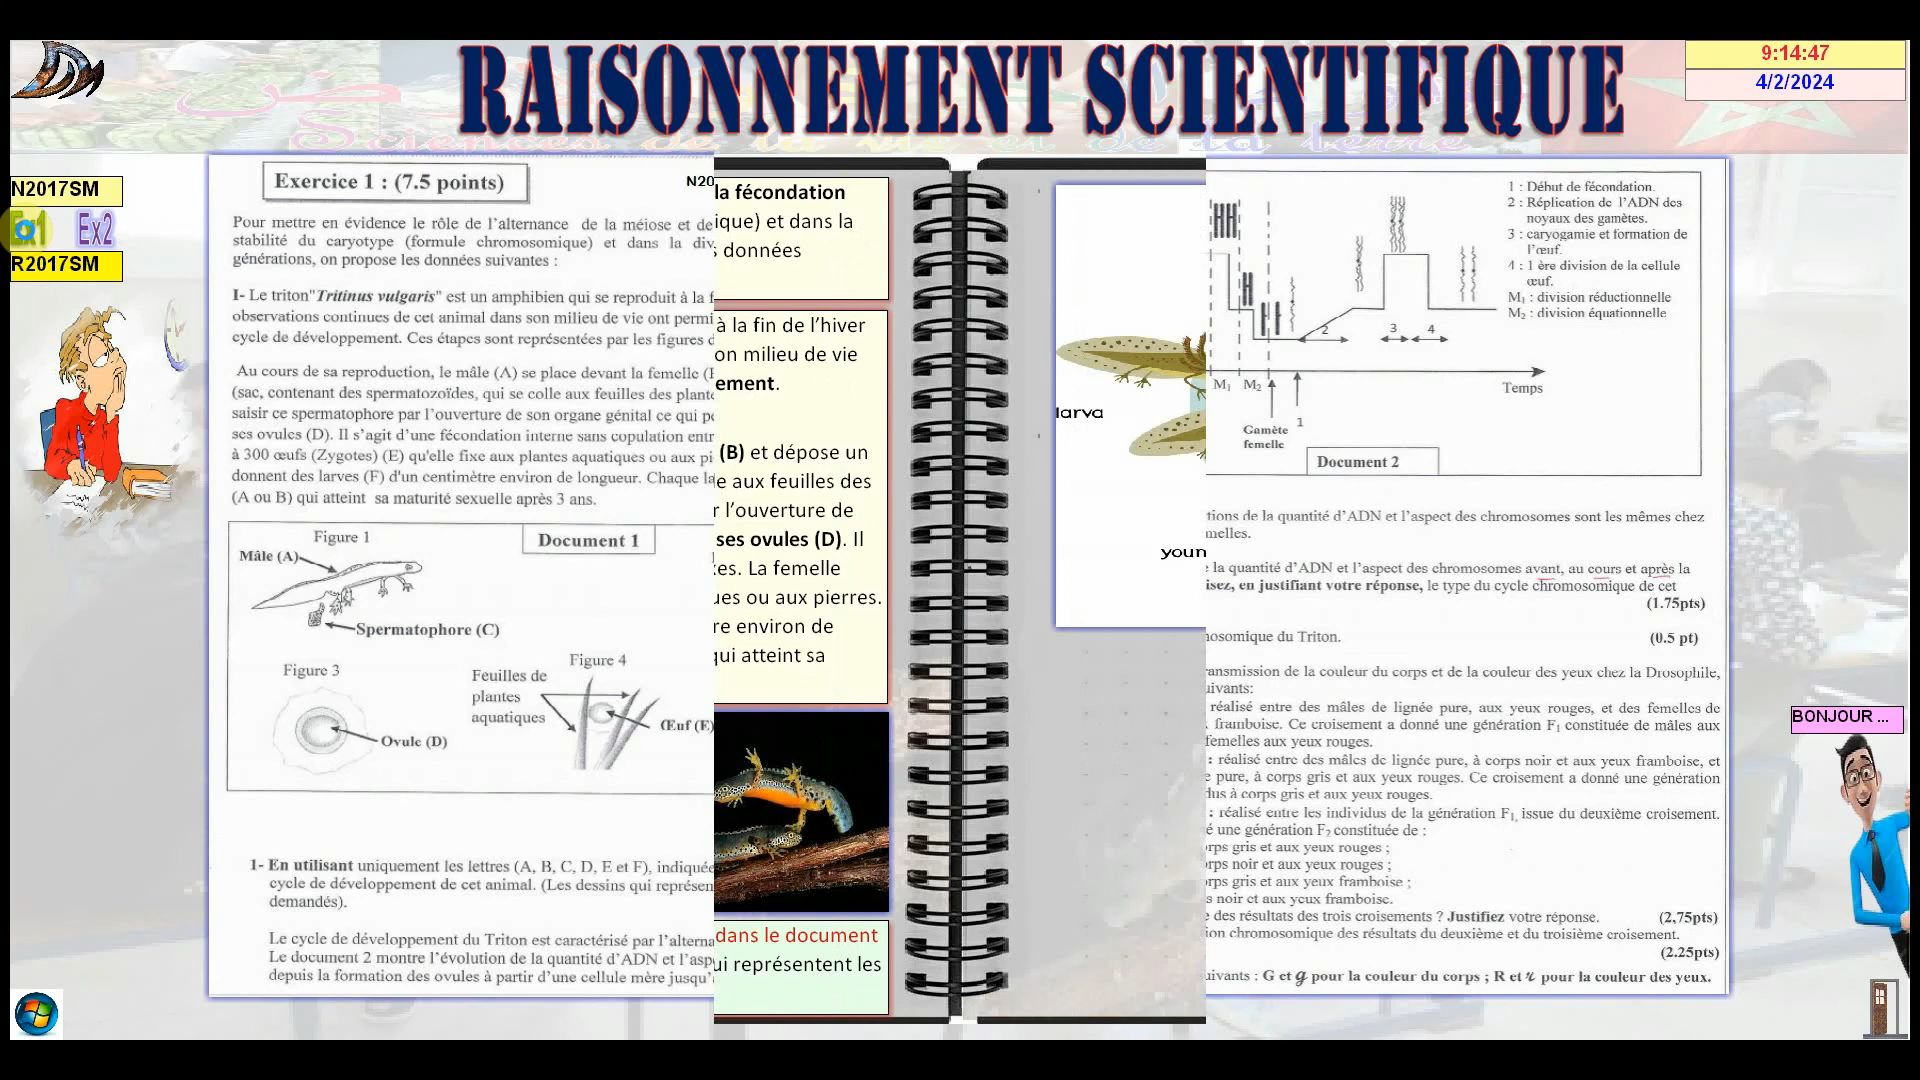 RAISONNEMENT SCIENTIFIQUE
9:14:47
4/2/2024
N2017SM
Ex1 Ex2
R2017SM
Exercice 1 : (7.5 points)
N20
Pour mettre en évidence le rôle de l'alternance de la méiose et de
stabilité du caryotype (formule chromosomique) et dans la div
générations, on propose les données suivantes :
I- Le triton"Tritinus vulgaris" est un amphibien qui se reproduit à la f
observations continues de cet animal dans son milieu de vie ont permi
cycle de développement. Ces étapes sont représentées par les figures d
Au cours de sa reproduction, le mâle (A) se place devant la femelle (
(sac, contenant des spermatozoïdes, qui se colle aux feuilles des plante
saisir ce spermatophore par l'ouverture de son organe génital ce qui p
ses ovules (D). Il s'agit d'une fécondation interne sans copulation entr
à 300 œufs (Zygotes) (E) qu'elle fixe aux plantes aquatiques ou aux pi
donnent des larves (F) d'un centimètre environ de longueur. Chaque la
(A ou B) qui atteint sa maturité sexuelle après 3 ans.
Figure 1
Document 1
Mâle (A)
Spermatophore (C)
Figure 3
Ovule (D)
Figure 4
Feuilles de
plantes
aquatiques
Œuf (E)
1- En utilisant uniquement les lettres (A, B, C, D, E et F), indique
cycle de développement de cet animal. (Les dessins qui représen
demandés).
Le cycle de développement du Triton est caractérisé par l'alterna
Le document 2 montre l'évolution de la quantité d'ADN et l'asp
depuis la formation des ovules à partir d'une cellule mère jusqu'
la fécondation
ique) et dans la
données
à la fin de l'hiver
on milieu de vie
ement.
(B) et dépose un
e aux feuilles des
r l'ouverture de
ses ovules (D). Il
es. La femelle
ues ou aux pierres.
re environ de
qui atteint sa
dans le document
ui représentent les
larva
youn
1 : Début de fécondation.
2 : Réplication de l'ADN des
noyaux des gamètes.
3 : caryogamie et formation de
l'œuf.
4 : 1 ère division de la cellule
œuf.
M1 : division réductionnelle
M2 : division équationnelle
2 3 4
M1 M2
Temps
1
Gamète
femelle
Document 2
tions de la quantité d'ADN et l'aspect des chromosomes sont les mêmes chez
melles.
la quantité d'ADN et l'aspect des chromosomes avant, au cours et après la
isez, en justifiant votre réponse, le type du cycle chromosomique de cet
(1.75pts)
osomique du Triton. (0.5 pt)
ransmission de la couleur du corps et de la couleur des yeux chez la Drosophile,
uivants:
réalisé entre des mâles de lignée pure, aux yeux rouges, et des femelles de
framboise. Ce croisement a donné une génération F1 constituée de mâles aux
femelles aux yeux rouges.
: réalisé entre des mâles de lignée pure, à corps noir et aux yeux framboise, et
e pure, à corps gris et aux yeux rouges. Ce croisement a donné une génération
dus à corps gris et aux yeux rouges.
: réalisé entre les individus de la génération F1, issue du deuxième croisement.
é une génération F2 constituée de :
rps gris et aux yeux rouges ;
rps noir et aux yeux rouges ;
rps gris et aux yeux framboise ;
s noir et aux yeux framboise.
e des résultats des trois croisements ? Justifiez votre réponse. (2,75pts)
ion chromosomique des résultats du deuxième et du troisième croisement.
(2.25pts)
uivants : G et g pour la couleur du corps ; R et r pour la couleur des yeux.
BONJOUR ...